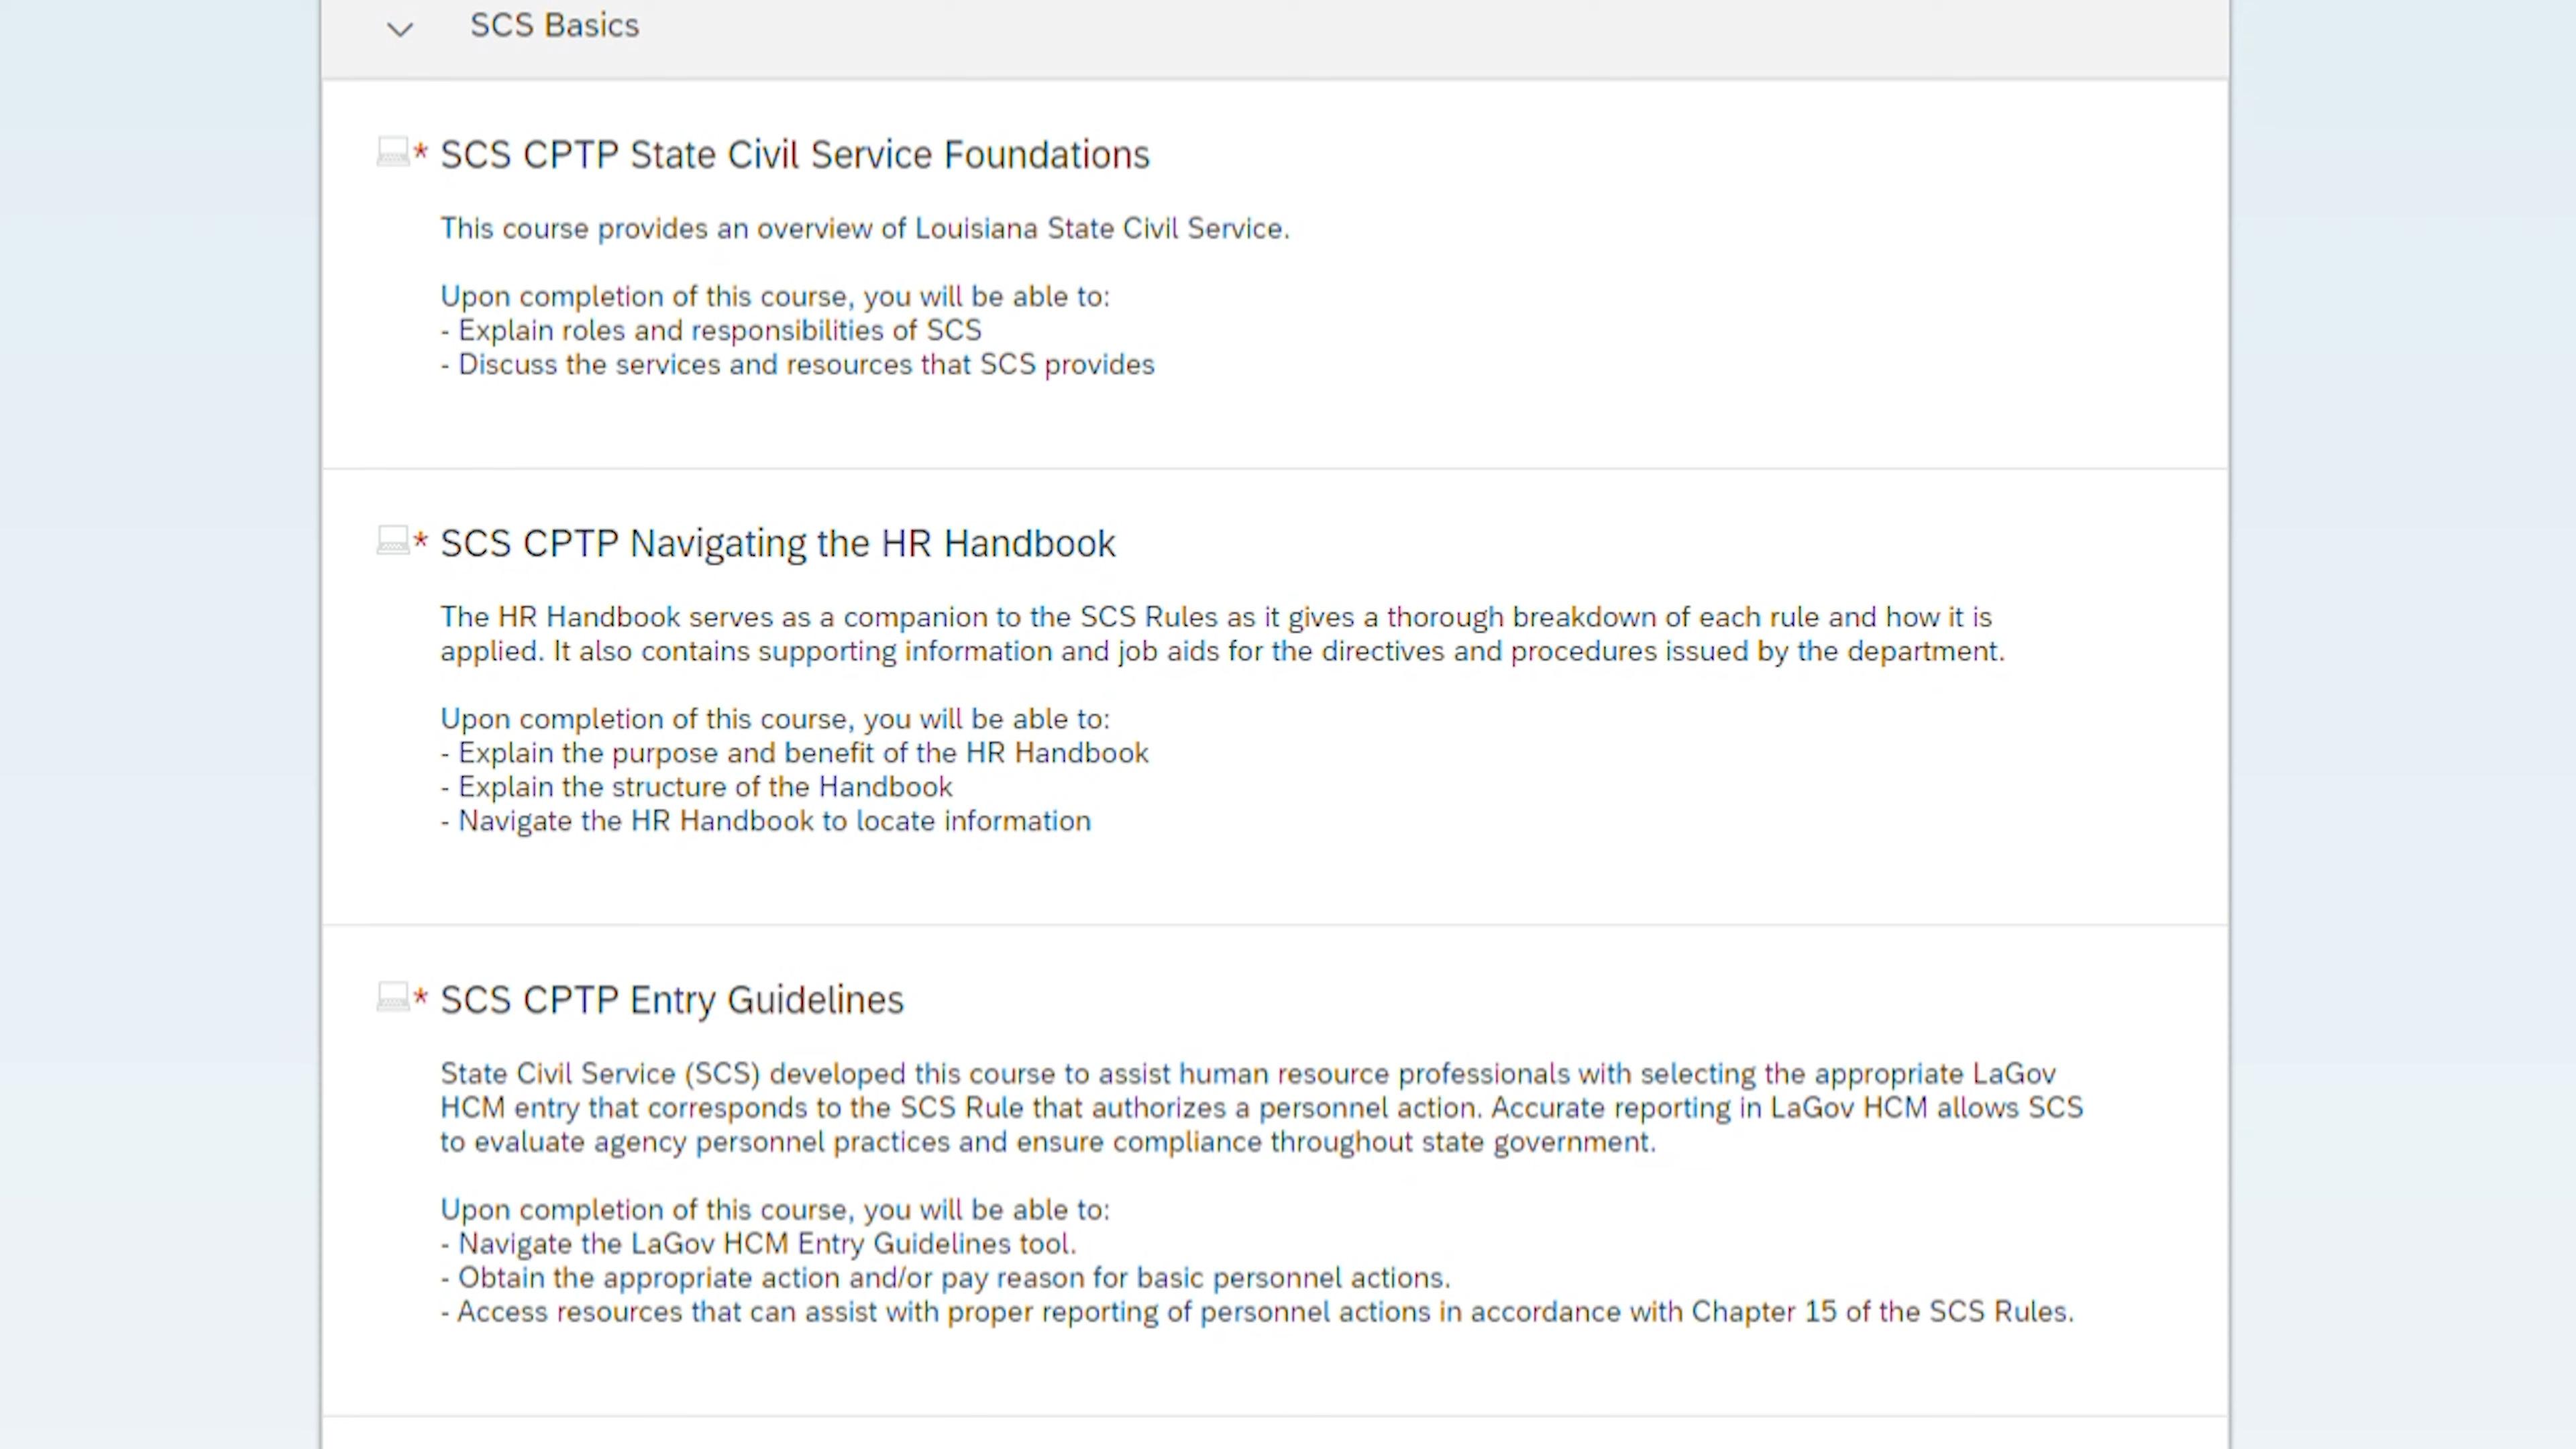 SCS Basics
* SCS CPTP State Civil Service Foundations
This course provides an overview of Louisiana State Civil Service.
Upon completion of this course, you will be able to:
- Explain roles and responsibilities of SCS
- Discuss the services and resources that SCS provides
* SCS CPTP Navigating the HR Handbook
The HR Handbook serves as a companion to the SCS Rules as it gives a thorough breakdown of each rule and how it is
applied. It also contains supporting information and job aids for the directives and procedures issued by the department.
Upon completion of this course, you will be able to:
- Explain the purpose and benefit of the HR Handbook
- Explain the structure of the Handbook
- Navigate the HR Handbook to locate information
* SCS CPTP Entry Guidelines
State Civil Service (SCS) developed this course to assist human resource professionals with selecting the appropriate LaGov
HCM entry that corresponds to the SCS Rule that authorizes a personnel action. Accurate reporting in LaGov HCM allows SCS
to evaluate agency personnel practices and ensure compliance throughout state government.
Upon completion of this course, you will be able to:
- Navigate the LaGov HCM Entry Guidelines tool.
- Obtain the appropriate action and/or pay reason for basic personnel actions.
- Access resources that can assist with proper reporting of personnel actions in accordance with Chapter 15 of the SCS Rules.